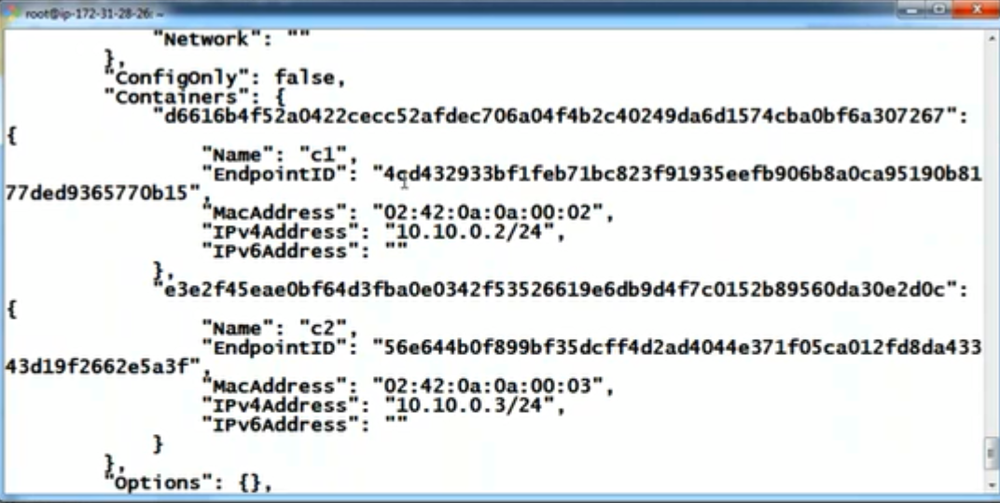 root@ip-172-31-28-26: ~
"Network": ""
},
"ConfigOnly": false,
"Containers": {
"d6616b4f52a0422cecc52afdec706a04f4b2c40249da6d1574cba0bf6a307267":
{
"Name": "c1",
"EndpointID": "4cd432933bf1feb71bc823f91935eefb906b8a0ca95190b81
77ded9365770b15",
"MacAddress": "02:42:0a:0a:00:02",
"IPv4Address": "10.10.0.2/24",
"IPv6Address": ""
},
"e3e2f45eae0bf64d3fba0e0342f53526619e6db9d4f7c0152b89560da30e2d0c":
{
"Name": "c2",
"EndpointID": "56e644b0f899bf35dcff4d2ad4044e371f05ca012fd8da433
43d19f2662e5a3f",
"MacAddress": "02:42:0a:0a:00:03",
"IPv4Address": "10.10.0.3/24",
"IPv6Address": ""
}
},
"Options": {},